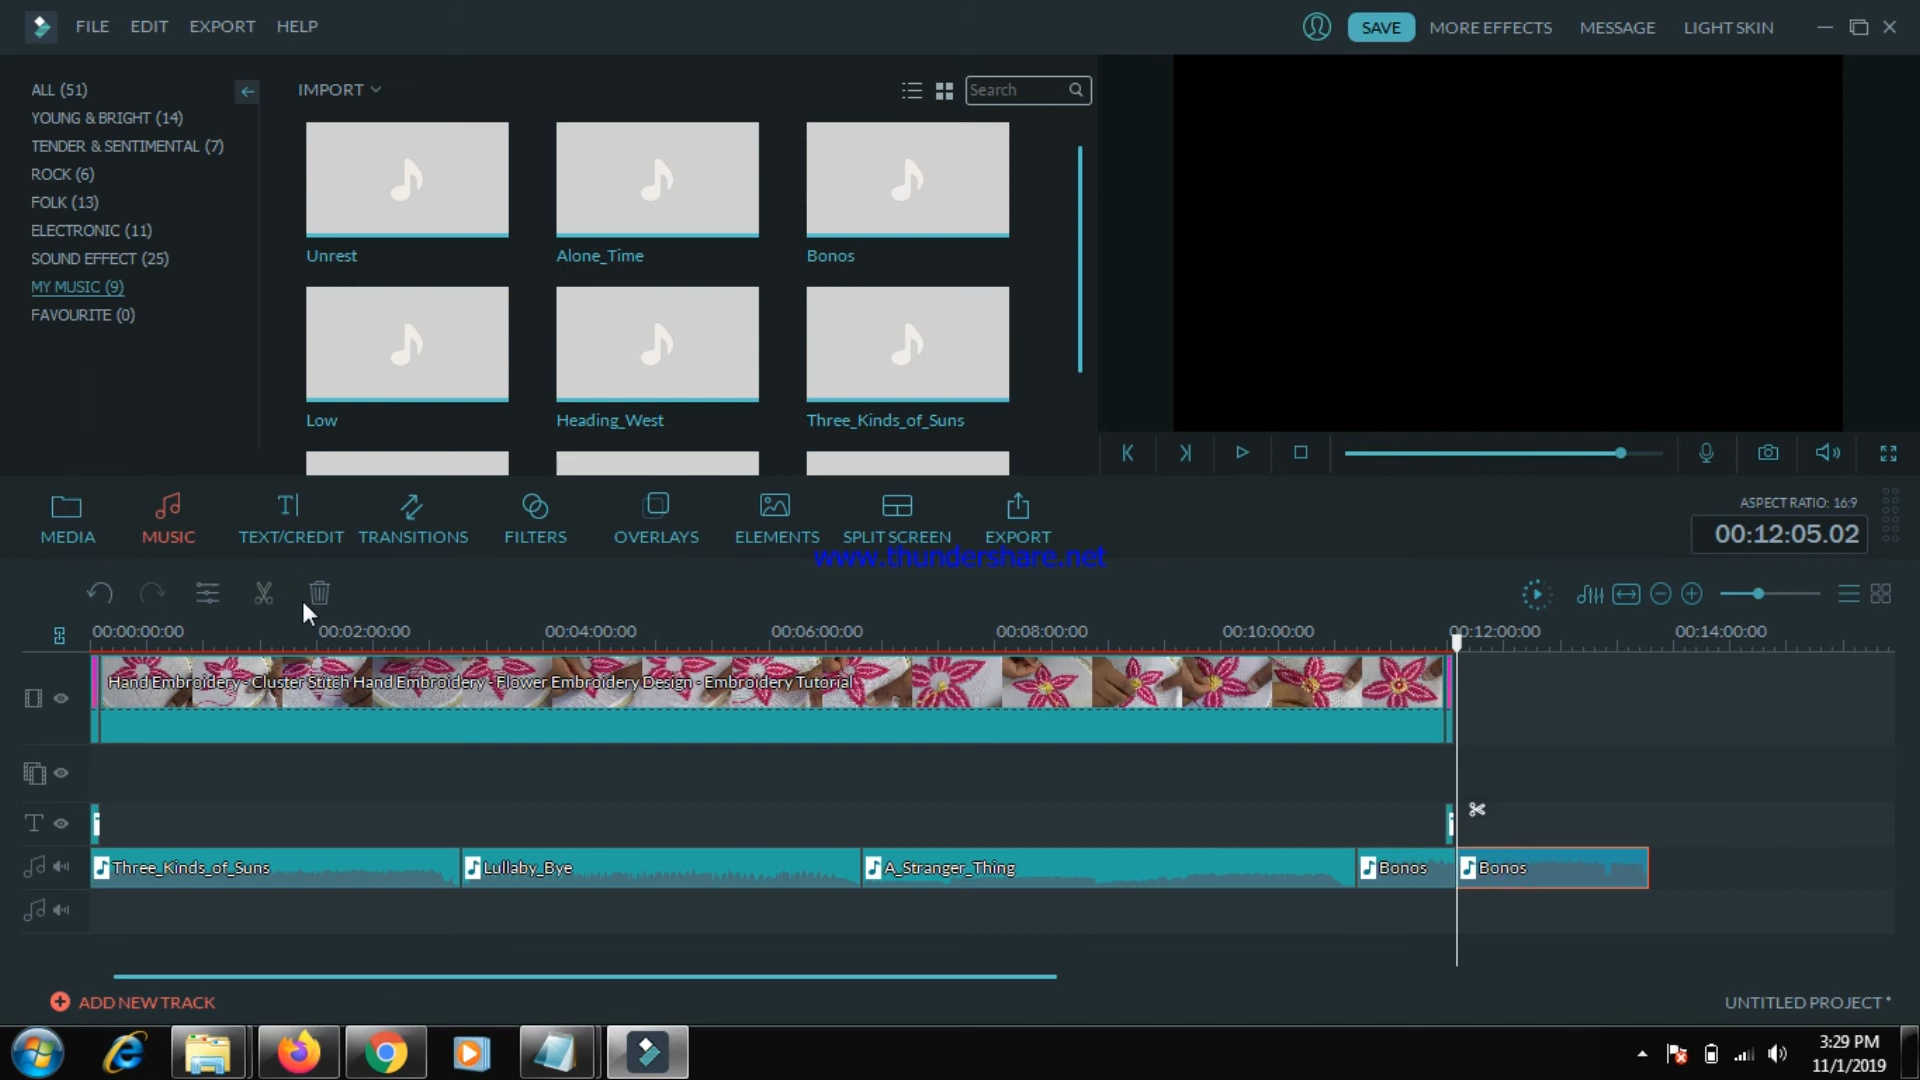 FILE EDIT EXPORT HELP
SAVE MORE EFFECTS MESSAGE LIGHT SKIN
ALL (51)
YOUNG & BRIGHT (14)
TENDER & SENTIMENTAL (7)
ROCK (6)
FOLK (13)
ELECTRONIC (11)
SOUND EFFECT (25)
MY MUSIC (9)
FAVOURITE (0)
IMPORT
Search
Unrest
Alone_Time
Bonos
Low
Heading_West
Three_Kinds_of_Suns
MEDIA MUSIC TEXT/CREDIT TRANSITIONS FILTERS OVERLAYS ELEMENTS SPLIT SCREEN EXPORT
ASPECT RATIO: 16:9
00:12:05.02
www.thundershare.net
00:00:00:00 00:02:00:00 00:04:00:00 00:06:00:00 00:08:00:00 00:10:00:00 00:12:00:00 00:14:00:00
Hand Embroidery - Cluster Stitch Hand Embroidery - Flower Embroidery Design - Embroidery Tutorial
Three_Kinds_of_Suns Lullaby_Bye A_Stranger_Thing Bonos Bonos
ADD NEW TRACK
UNTITLED PROJECT *
3:29 PM
11/1/2019